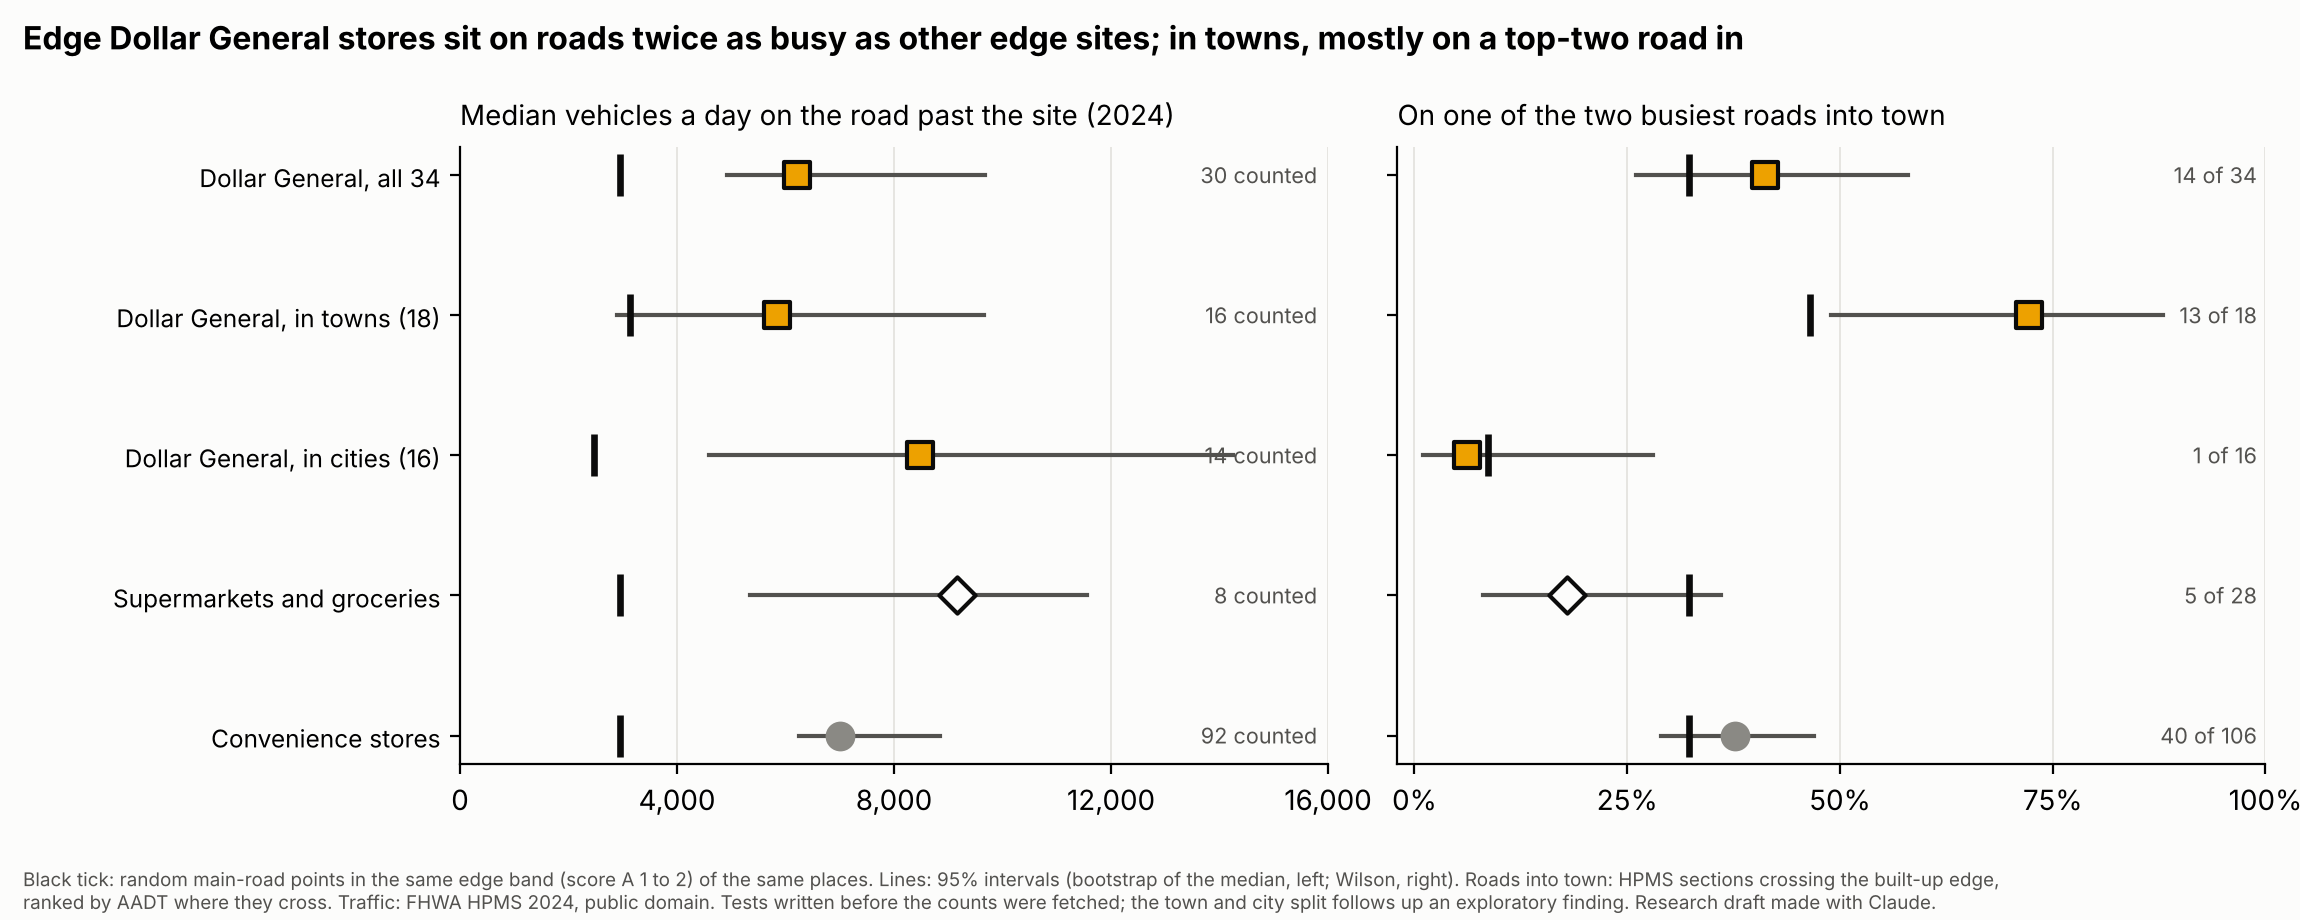 Edge Dollar General stores sit on roads twice as busy as other edge sites; in towns, mostly on a top-two road in
Median vehicles a day on the road past the site (2024)
On one of the two busiest roads into town
Dollar General, all 34
30 counted
14 of 34
Dollar General, in towns (18)
16 counted
13 of 18
Dollar General, in cities (16)
14 counted
1 of 16
Supermarkets and groceries
8 counted
5 of 28
Convenience stores
92 counted
40 of 106
0 4,000 8,000 12,000 16,000
0% 25% 50% 75% 100%
Black tick: random main-road points in the same edge band (score A 1 to 2) of the same places. Lines: 95% intervals (bootstrap of the median, left; Wilson, right). Roads into town: HPMS sections crossing the built-up edge,
ranked by AADT where they cross. Traffic: FHWA HPMS 2024, public domain. Tests written before the counts were fetched; the town and city split follows up an exploratory finding. Research draft made with Claude.